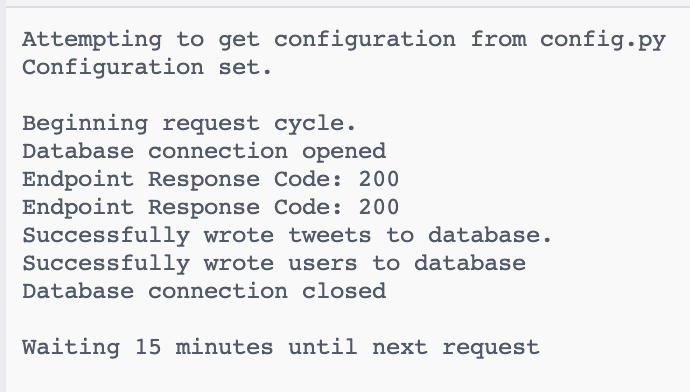 Attempting to get configuration from config.py
Configuration set.
Beginning request cycle.
Database connection opened
Endpoint Response Code: 200
Endpoint Response Code: 200
Successfully wrote tweets to database.
Successfully wrote users to database
Database connection closed
Waiting 15 minutes until next request